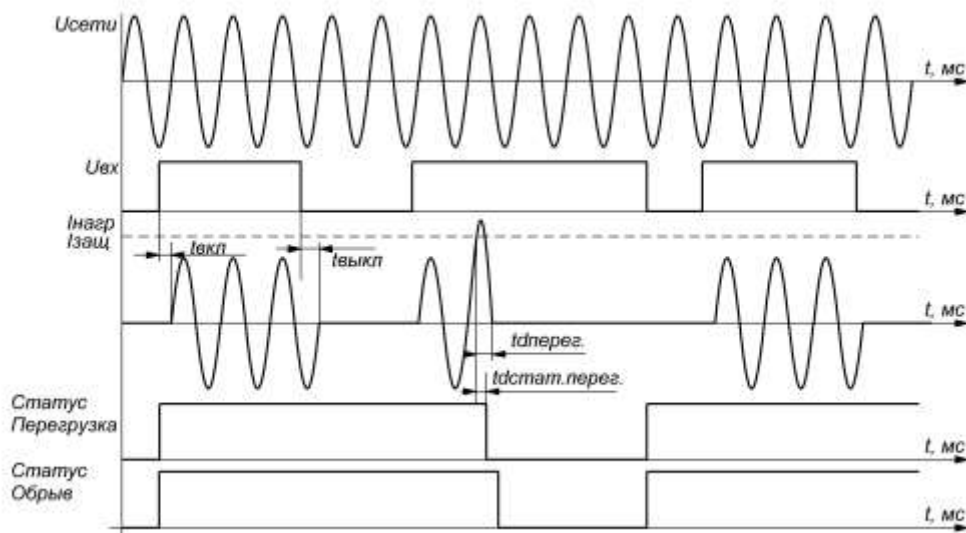 Uсети
t, мс
Uвх
t, мс
Iнагр
Iзащ
tвкл
tвыкл
t, мс
tdперег.
tdстат.перег.
Статус
Перегрузка
t, мс
Статус
Обрыв
t, мс